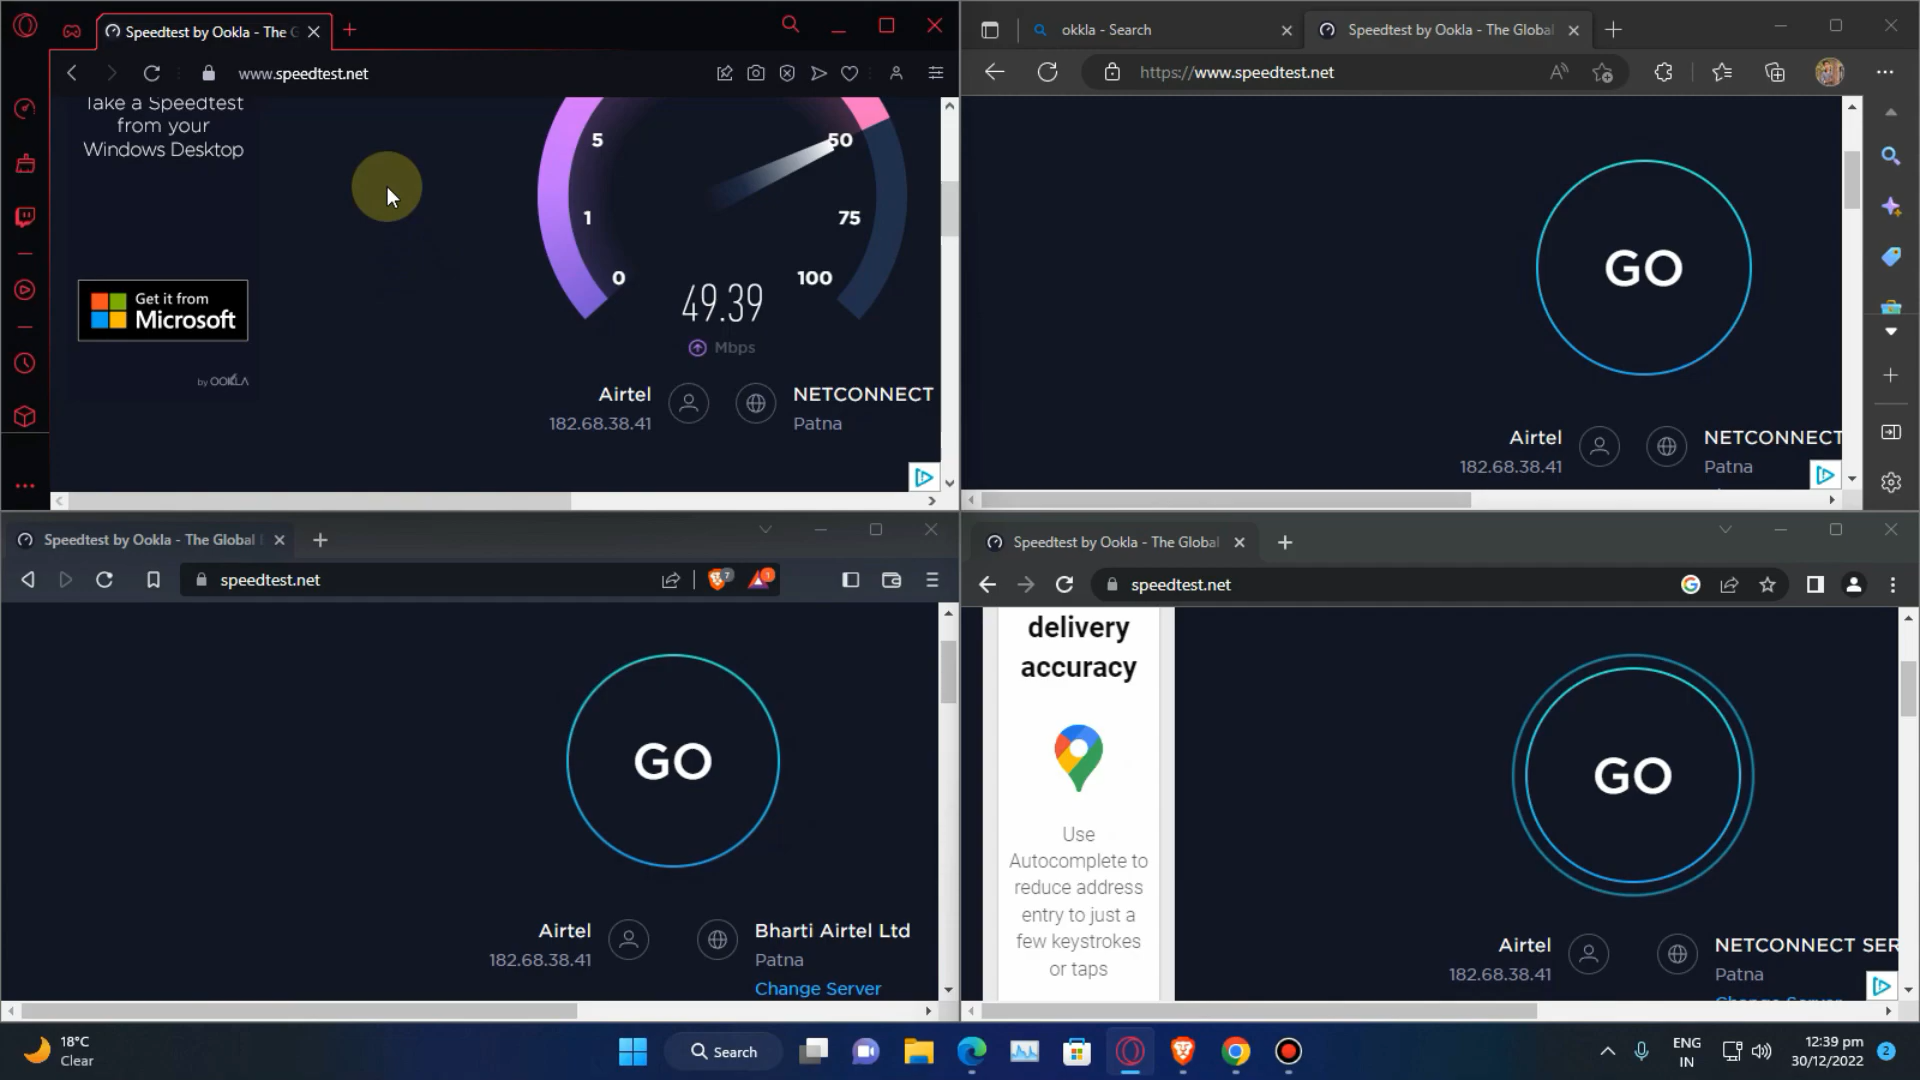 Speedtest by Ookla - The G
www.speedtest.net
Take a Speedtest
from your
Windows Desktop
Get it from
Microsoft
by OOKLA
5
1
0
50
75
100
49.39
Mbps
Airtel
182.68.38.41
NETCONNECT
Patna
okkla - Search
Speedtest by Ookla - The Global
https://www.speedtest.net
GO
Airtel
182.68.38.41
NETCONNECT
Patna
Speedtest by Ookla - The Global
speedtest.net
7
1
GO
Airtel
182.68.38.41
Bharti Airtel Ltd
Patna
Change Server
Speedtest by Ookla - The Global
speedtest.net
delivery
accuracy
Use
Autocomplete to
reduce address
entry to just a
few keystrokes
or taps
GO
Airtel
182.68.38.41
NETCONNECT SER
Patna
18°C
Clear
Search
ENG
IN
12:39 pm
30/12/2022
2